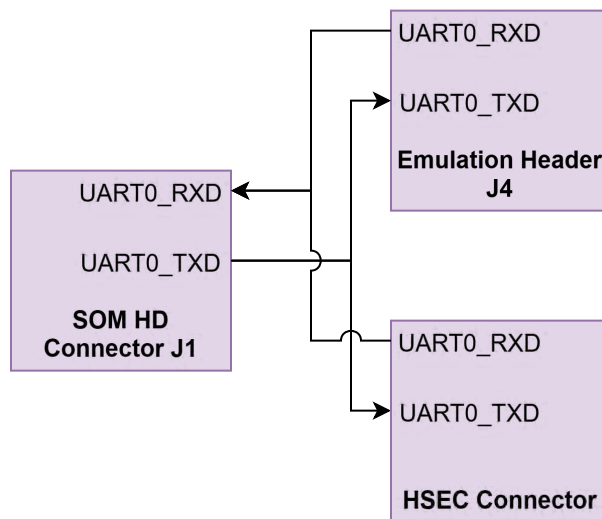 UART0_RXD
UART0_TXD
Emulation Header
J4
UART0_RXD
UART0_TXD
SOM HD
Connector J1
UART0_RXD
UART0_TXD
HSEC Connector